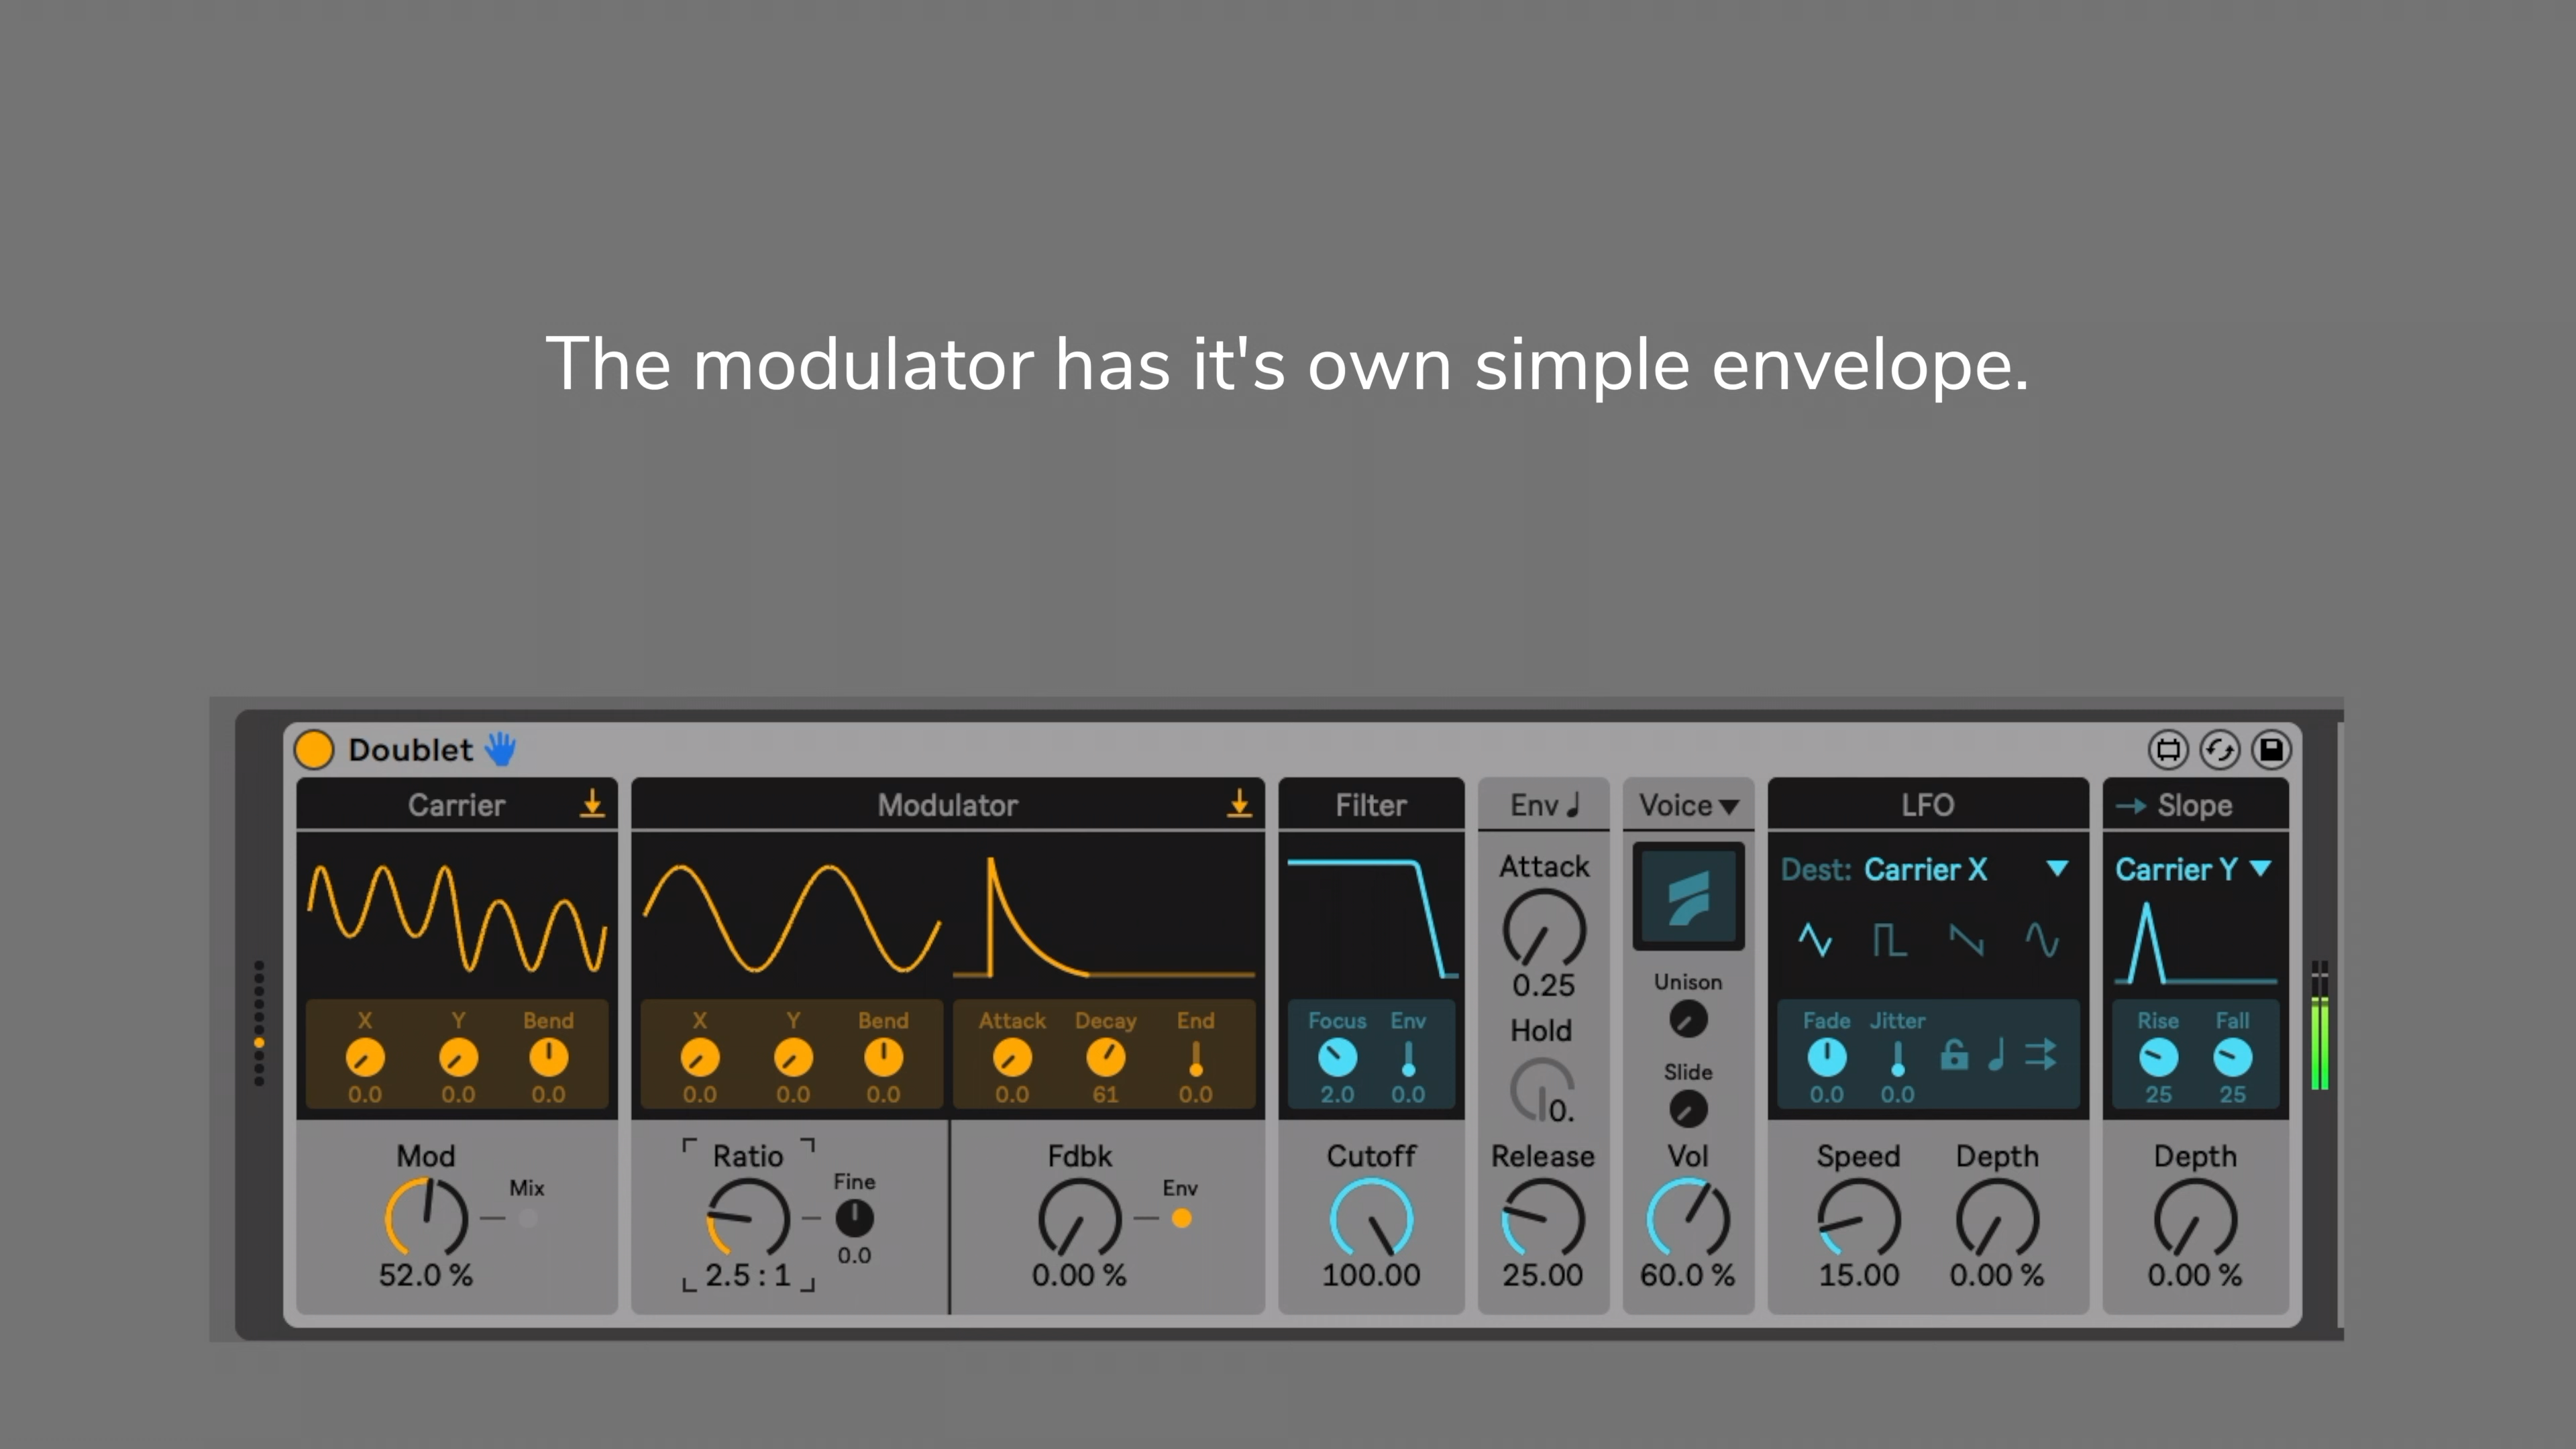 The modulator has it's own simple envelope.
Doublet
Carrier
Modulator
Filter
Env
Voice
LFO
Slope
Dest: Carrier X
Carrier Y
Attack
0.25
Hold
0.
Release
25.00
Unison
Slide
Vol
60.0 %
X Y Bend
0.0 0.0 0.0
X Y Bend
0.0 0.0 0.0
Attack Decay End
0.0 61 0.0
Focus Env
2.0 0.0
Fade Jitter
0.0 0.0
Rise Fall
25 25
Mod
Mix
52.0 %
Ratio
2.5 : 1
Fine
0.0
Fdbk
Env
0.00 %
Cutoff
100.00
Speed
15.00
Depth
0.00 %
Depth
0.00 %